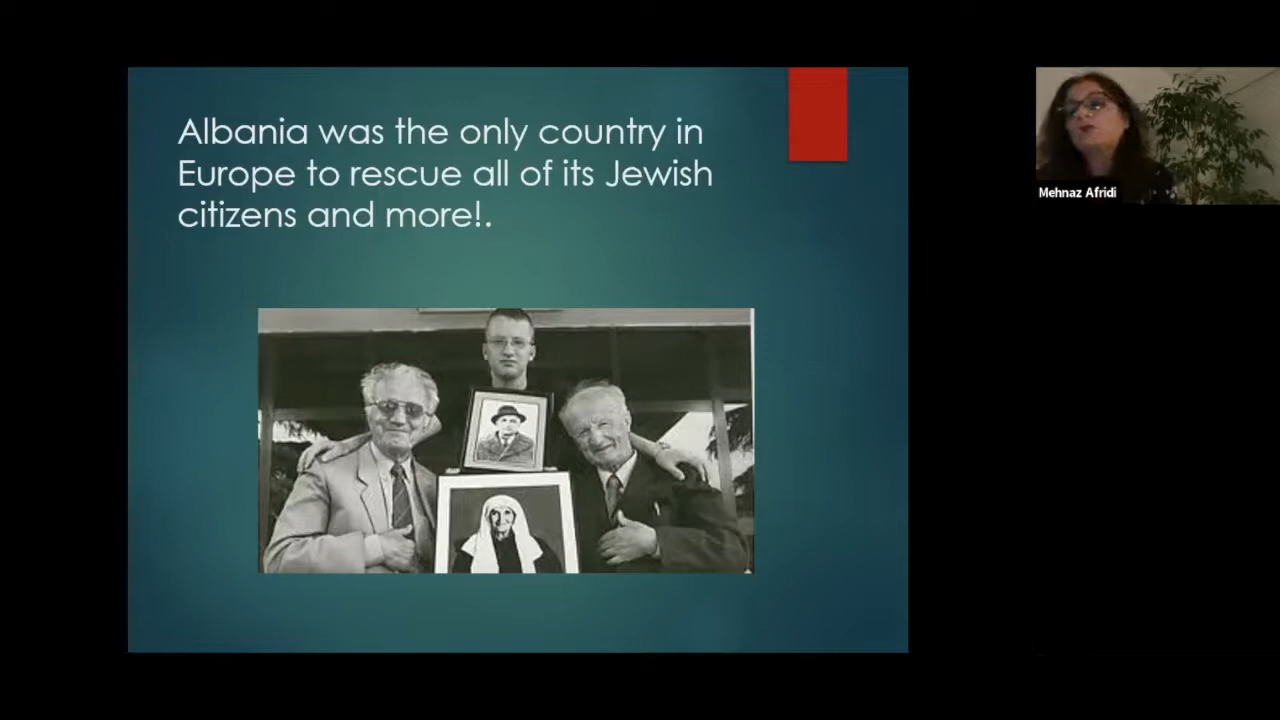 Albania was the only country in
Europe to rescue all of its Jewish
citizens and more!.
Mehnaz Afridi